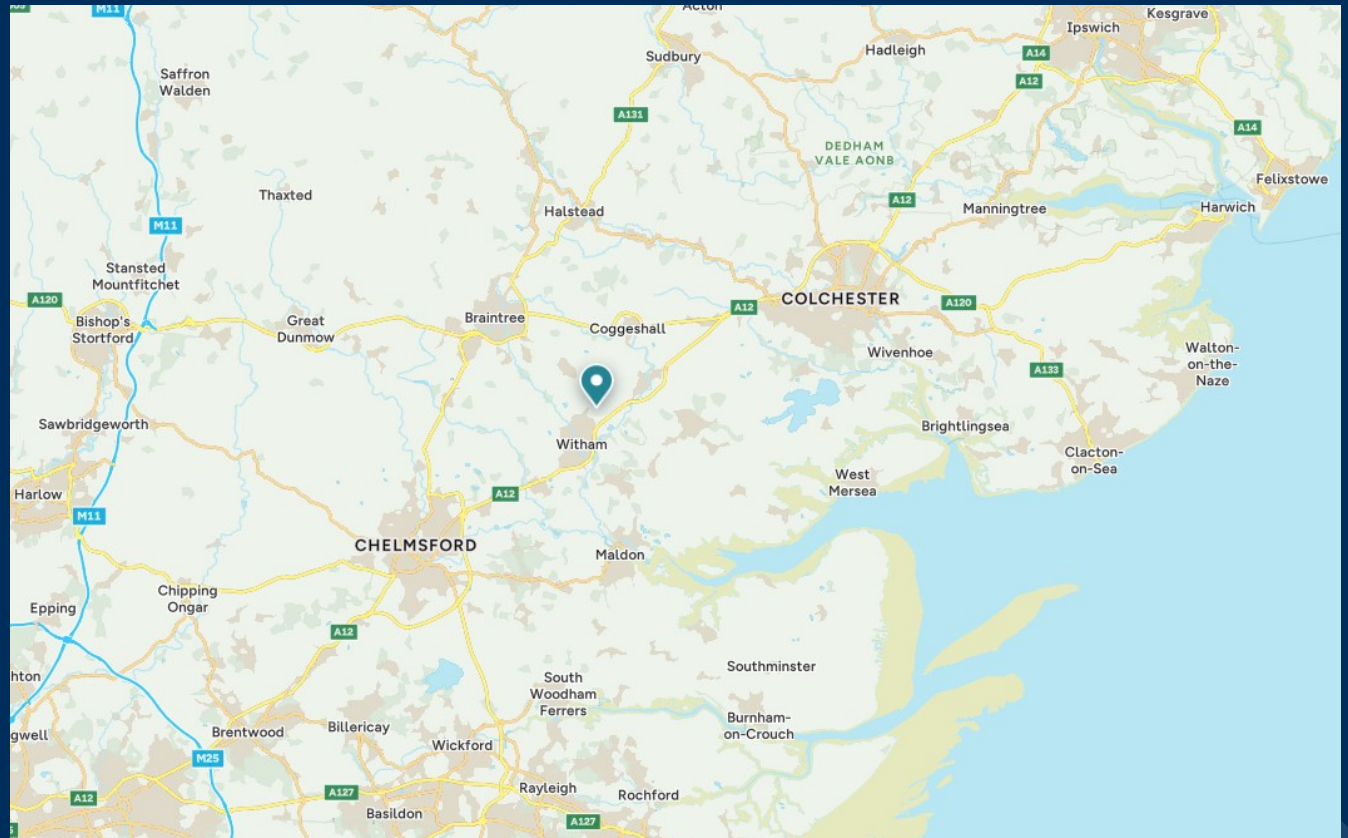 M11
Acton
Kesgrave
Ipswich
Sudbury
Hadleigh
A14
Saffron
Walden
A12
A131
A14
DEDHAM
VALE AONB
Felixstowe
Thaxted
A12
Manningtree
Harwich
Halstead
M11
Stansted
Mountfitchet
A120
COLCHESTER
A120
A12
Braintree
Great
Dunmow
Bishop's
Stortford
Coggeshall
Wivenhoe
Walton-
on-the-
Naze
A133
Sawbridgeworth
Brightlingsea
Witham
Clacton-
on-Sea
West
Mersea
Harlow
A12
M11
CHELMSFORD
Maldon
Chipping
Ongar
Epping
A12
Southminster
hton
South
Woodham
Ferrers
Burnham-
on-Crouch
gwell
Brentwood
Billericay
Wickford
M25
Rayleigh
Rochford
A12
A127
Basildon
A127